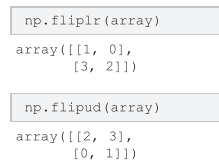 np.fliplr(array)
array([[1, 0],
       [3, 2]])
np.flipud(array)
array([[2, 3],
       [0, 1]])